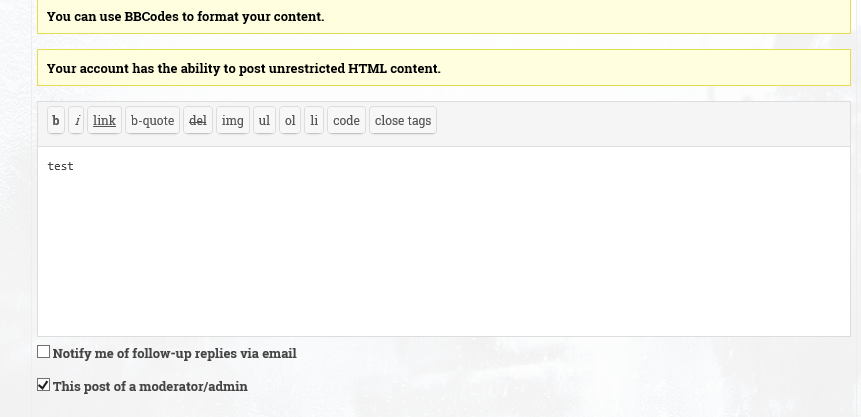 You can use BBCodes to format your content.
Your account has the ability to post unrestricted HTML content.
b i link b-quote del img ul ol li code close tags
test
Notify me of follow-up replies via email
This post of a moderator/admin